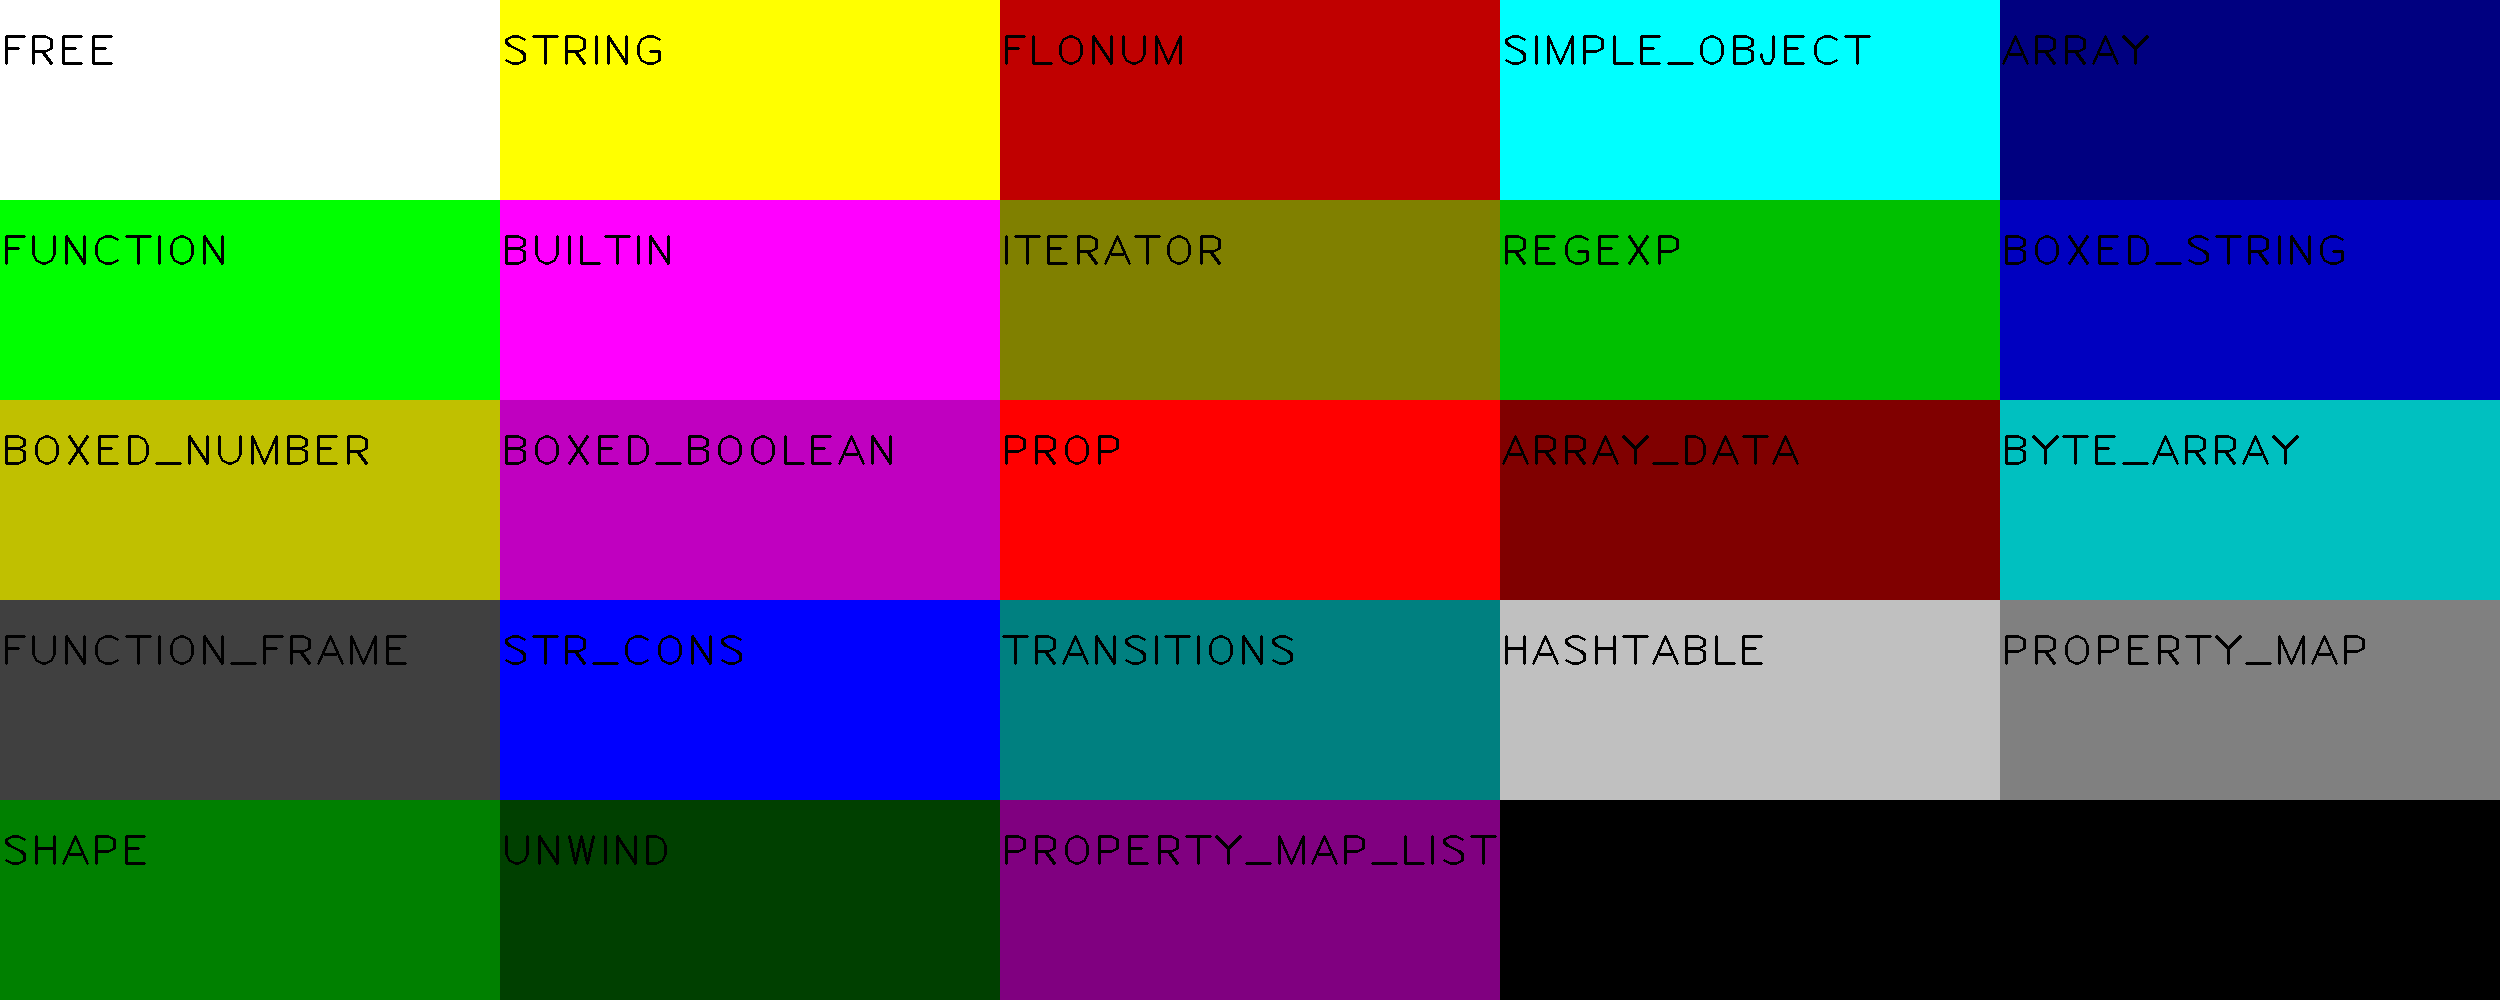 FREE STRING FLONUM SIMPLE_OBJECT ARRAY
FUNCTION BUILTIN ITERATOR REGEXP BOXED_STRING
BOXED_NUMBER BOXED_BOOLEAN PROP ARRAY_DATA BYTE_ARRAY
FUNCTION_FRAME STR_CONS TRANSITIONS HASHTABLE PROPERTY_MAP
SHAPE UNWIND PROPERTY_MAP_LIST